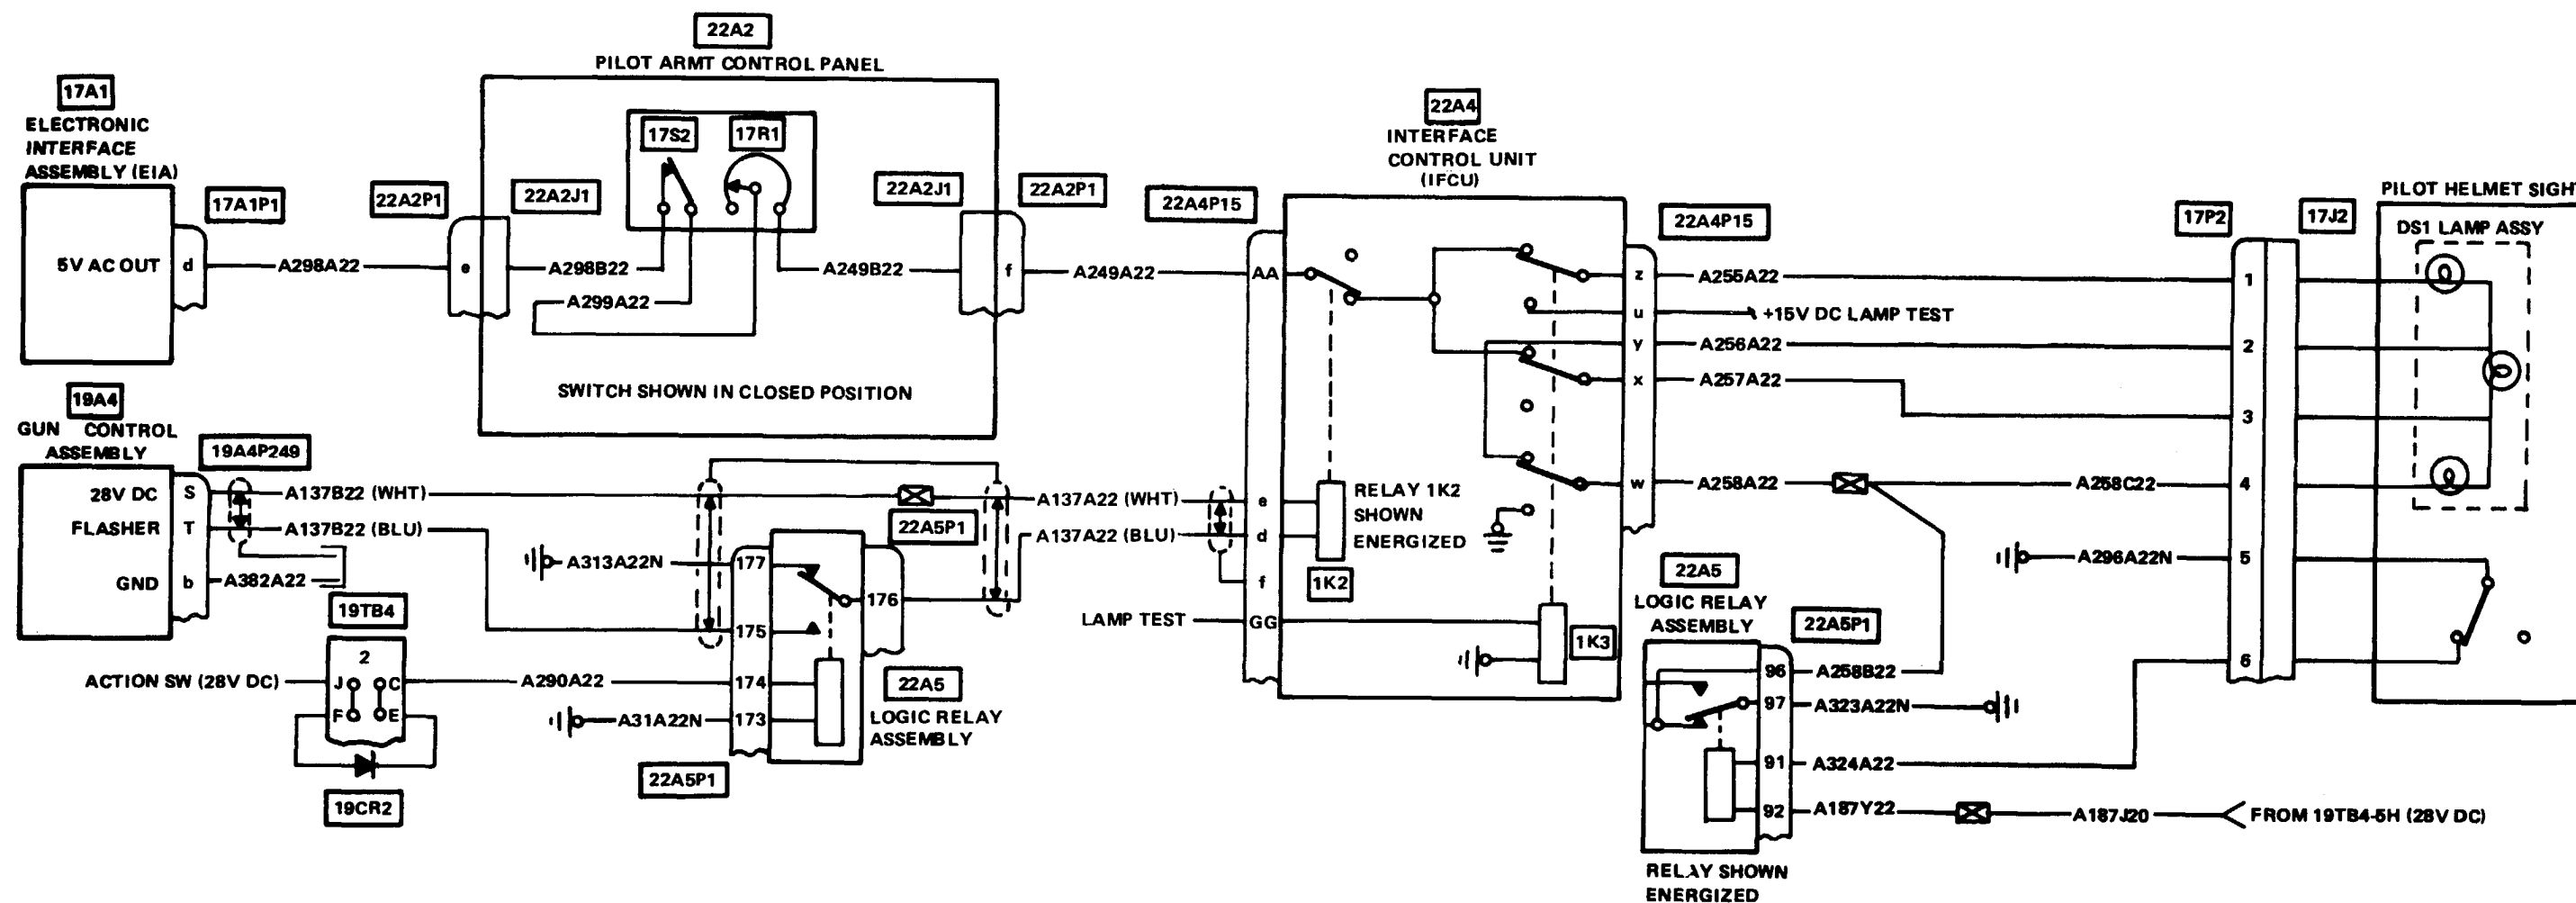 22A2
PILOT ARMT CONTROL PANEL
17A1
ELECTRONIC
INTERFACE
ASSEMBLY (EIA)
5V AC OUT
d
17A1P1
A298A22
22A2P1
e
22A2J1
A298B22
A299A22
17S2
17R1
A249B22
22A2J1
22A2P1
f
A249A22
SWITCH SHOWN IN CLOSED POSITION
22A4
INTERFACE
CONTROL UNIT
(IFCU)
22A4P15
AA
22A4P15
z
A255A22
u
+15V DC LAMP TEST
y
A256A22
x
A257A22
w
A258A22
A258C22
17P2
17J2
1
2
3
4
5
6
PILOT HELMET SIGH
DS1 LAMP ASSY
A296A22N
19A4
GUN CONTROL
ASSEMBLY
19A4P249
28V DC
S
A137B22 (WHT)
FLASHER
T
A137B22 (BLU)
GND
b
A382A22
22A5P1
A137A22 (WHT)
A137A22 (BLU)
e
d
f
RELAY 1K2
SHOWN
ENERGIZED
1K2
LAMP TEST
GG
1K3
A313A22N
177
176
175
174
173
19TB4
2
J
C
F
E
ACTION SW (28V DC)
A290A22
A31A22N
19CR2
22A5
LOGIC RELAY
ASSEMBLY
22A5P1
22A5
LOGIC RELAY
ASSEMBLY
22A5P1
96
A258B22
97
A323A22N
91
A324A22
92
A187Y22
A187J20
FROM 19TB4-5H (28V DC)
RELAY SHOWN
ENERGIZED